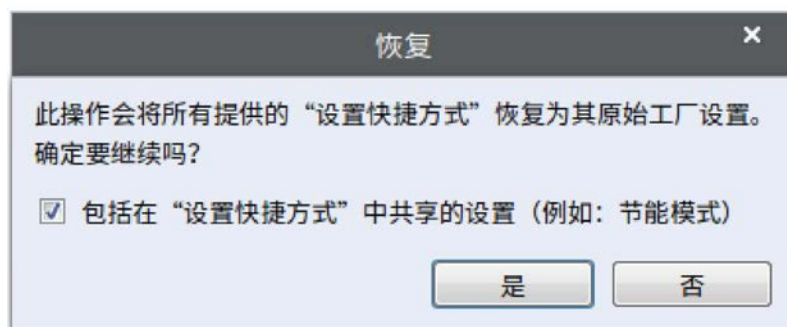 恢复
此操作会将所有提供的“设置快捷方式”恢复为其原始工厂设置。
确定要继续吗?
包括在“设置快捷方式”中共享的设置（例如：节能模式）
是
否